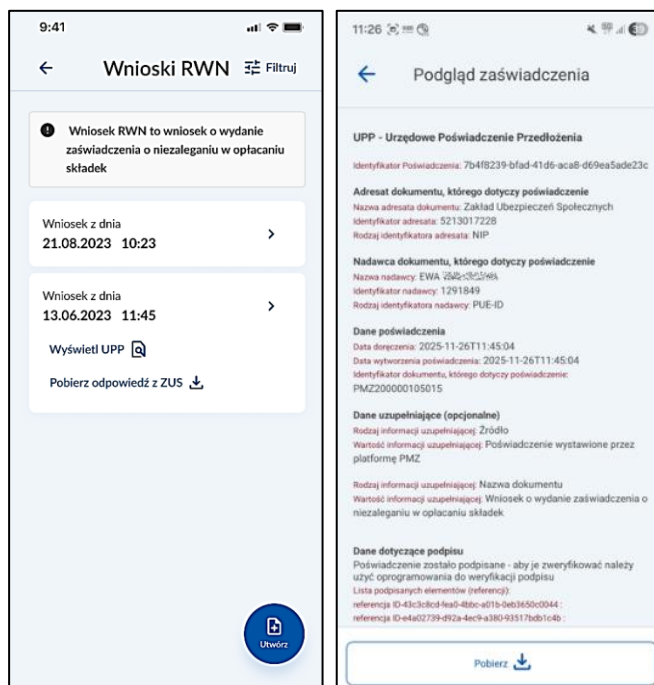 9:41
Wnioski RWN Filtruj
Wniosek RWN to wniosek o wydanie
zaświadczenia o niezaleganiu w opłacaniu
składek
Wniosek z dnia
21.08.2023 10:23
Wniosek z dnia
13.06.2023 11:45
Wyświetl UPP
Pobierz odpowiedź z ZUS
Utwórz
11:26
Podgląd zaświadczenia
UPP - Urzędowe Poświadczenie Przedłożenia
Identyfikator Poświadczenia: 7b4f8239-bfad-41d6-aca8-d69ea5ade23c
Adresat dokumentu, którego dotyczy poświadczenie
Nazwa adresata dokumentu: Zakład Ubezpieczeń Społecznych
Identyfikator adresata: 5213017228
Rodzaj identyfikatora adresata: NIP
Nadawca dokumentu, którego dotyczy poświadczenie
Nazwa nadawcy: EWA
Identyfikator nadawcy: 1291849
Rodzaj identyfikatora nadawcy: PUE-ID
Dane poświadczenia
Data doręczenia: 2025-11-26T11:45:04
Data wytworzenia poświadczenia: 2025-11-26T11:45:04
Identyfikator dokumentu, którego dotyczy poświadczenie:
PMZ200000105015
Dane uzupełniające (opcjonalne)
Rodzaj informacji uzupełniającej: Źródło
Wartość informacji uzupełniającej: Poświadczenie wystawione przez
platformę PMZ
Rodzaj informacji uzupełniającej: Nazwa dokumentu
Wartość informacji uzupełniającej: Wniosek o wydanie zaświadczenia o
niezaleganiu w opłacaniu składek
Dane dotyczące podpisu
Poświadczenie zostało podpisane - aby je zweryfikować należy
użyć oprogramowania do weryfikacji podpisu
Lista podpisanych elementów (referencji):
referencja ID-43c3c8cd-fea0-4bbc-a01b-0eb3650c0044 :
referencja ID-e4a02739-d92a-4ec9-a380-93517bdb1c4b :
Pobierz